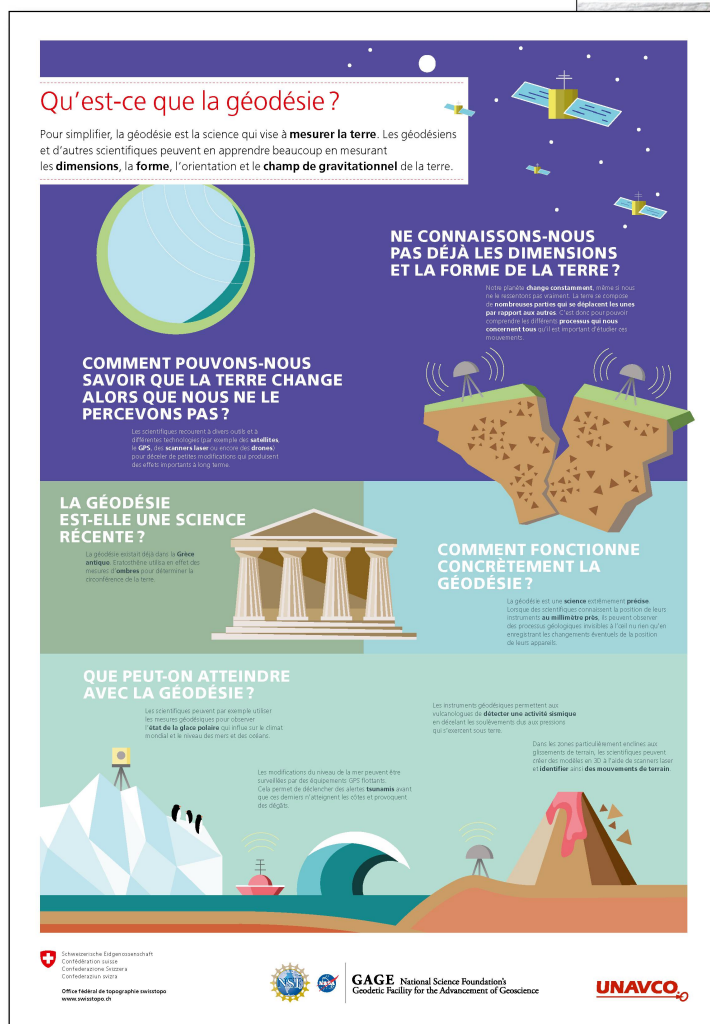 Qu'est-ce que la géodésie ?
Pour simplifier, la géodésie est la science qui vise à mesurer la terre. Les géodésiens
et d'autres scientifiques peuvent en apprendre beaucoup en mesurant
les dimensions, la forme, l'orientation et le champ de gravitationnel de la terre.
NE CONNAISSONS-NOUS
PAS DÉJÀ LES DIMENSIONS
ET LA FORME DE LA TERRE ?
Notre planète change constamment, même si nous
ne le ressentons pas vraiment. La terre se compose
de nombreuses parties qui se déplacent les unes
par rapport aux autres. C'est donc pour pouvoir
comprendre les différents processus qui nous
concernent tous qu'il est important d'étudier ces
mouvements.
COMMENT POUVONS-NOUS
SAVOIR QUE LA TERRE CHANGE
ALORS QUE NOUS NE LE
PERCEVONS PAS ?
Les scientifiques recourent à divers outils et à
différentes technologies (par exemple des satellites,
le GPS, des scanners laser ou encore des drones)
pour déceler de petites modifications qui produisent
des effets importants à long terme.
LA GÉODÉSIE
EST-ELLE UNE SCIENCE
RÉCENTE ?
La géodésie existait déjà dans la Grèce
antique. Eratosthène utilisa en effet des
mesures d'ombres pour déterminer la
circonférence de la terre.
COMMENT FONCTIONNE
CONCRÈTEMENT LA
GÉODÉSIE ?
La géodésie est une science extrêmement précise.
Lorsque des scientifiques connaissent la position de leurs
instruments au millimètre près, ils peuvent observer
des processus géologiques invisibles à l'œil nu rien qu'en
enregistrant les changements éventuels de la position
de leurs appareils.
QUE PEUT-ON ATTEINDRE
AVEC LA GÉODÉSIE ?
Les scientifiques peuvent par exemple utiliser
les mesures géodésiques pour observer
l'état de la glace polaire qui influe sur le climat
mondial et le niveau des mers et des océans.
Les instruments géodésiques permettent aux
vulcanologues de détecter une activité sismique
en décelant les soulèvements dus aux pressions
qui s'exercent sous terre.
Dans les zones particulièrement enclines aux
glissements de terrain, les scientifiques peuvent
créer des modèles en 3D à l'aide de scanners laser
et identifier ainsi des mouvements de terrain.
Les modifications du niveau de la mer peuvent être
surveillées par des équipements GPS flottants.
Cela permet de déclencher des alertes tsunamis avant
que ces derniers n'atteignent les côtes et provoquent
des dégâts.
Schweizerische Eidgenossenschaft
Confédération suisse
Confederazione Svizzera
Confederaziun svizra
Office fédéral de topographie swisstopo
www.swisstopo.ch
NSF
NASA
GAGE National Science Foundation's
Geodetic Facility for the Advancement of Geoscience
UNAVCO